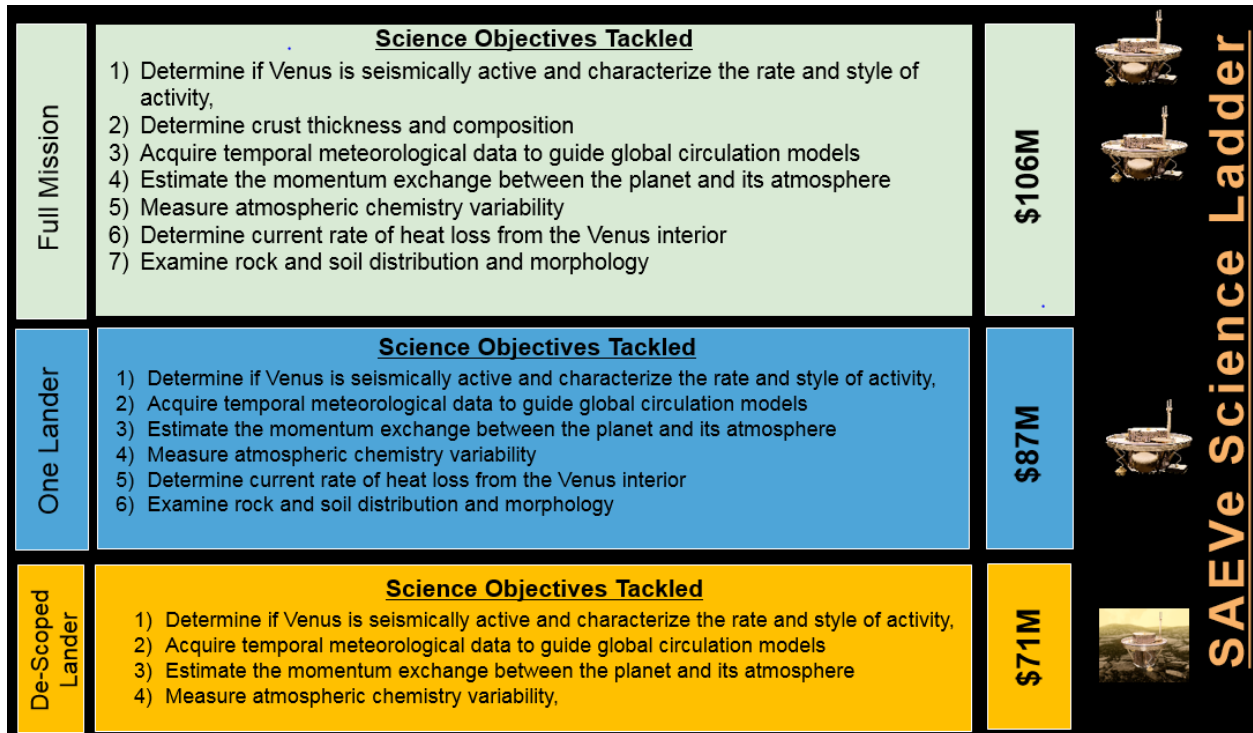 Full Mission
Science Objectives Tackled
1) Determine if Venus is seismically active and characterize the rate and style of
activity,
2) Determine crust thickness and composition
3) Acquire temporal meteorological data to guide global circulation models
4) Estimate the momentum exchange between the planet and its atmosphere
5) Measure atmospheric chemistry variability
6) Determine current rate of heat loss from the Venus interior
7) Examine rock and soil distribution and morphology
$106M
One Lander
Science Objectives Tackled
1) Determine if Venus is seismically active and characterize the rate and style of activity,
2) Acquire temporal meteorological data to guide global circulation models
3) Estimate the momentum exchange between the planet and its atmosphere
4) Measure atmospheric chemistry variability
5) Determine current rate of heat loss from the Venus interior
6) Examine rock and soil distribution and morphology
$87M
De-Scoped
Lander
Science Objectives Tackled
1) Determine if Venus is seismically active and characterize the rate and style of activity,
2) Acquire temporal meteorological data to guide global circulation models
3) Estimate the momentum exchange between the planet and its atmosphere
4) Measure atmospheric chemistry variability,
$71M
SAEVe Science Ladder